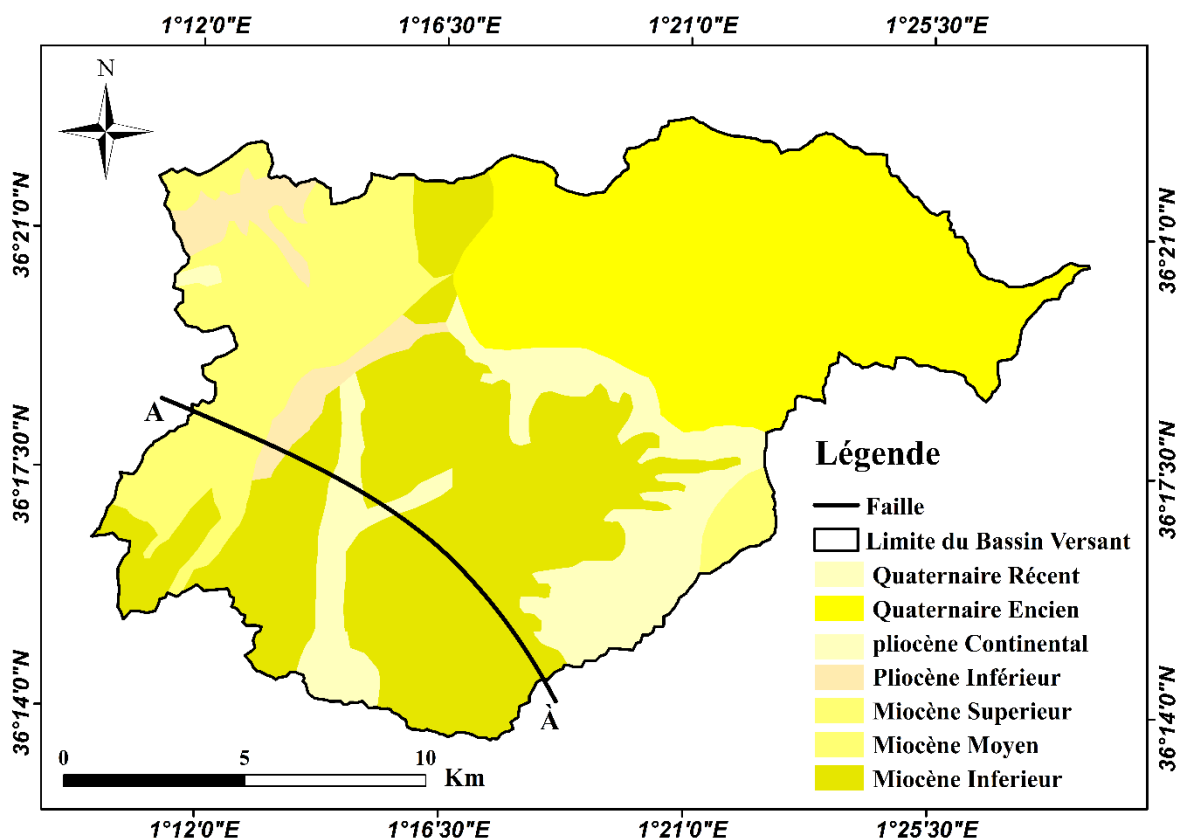 1°12'0"E 1°16'30"E 1°21'0"E 1°25'30"E
N
36°21'0"N
36°21'0"N
A
36°17'30"N
36°17'30"N
Légende
Faille
Limite du Bassin Versant
Quaternaire Récent
Quaternaire Encien
pliocène Continental
Pliocène Inférieur
Miocène Superieur
Miocène Moyen
Miocène Inferieur
36°14'0"N
36°14'0"N
À
0 5 10
Km
1°12'0"E 1°16'30"E 1°21'0"E 1°25'30"E